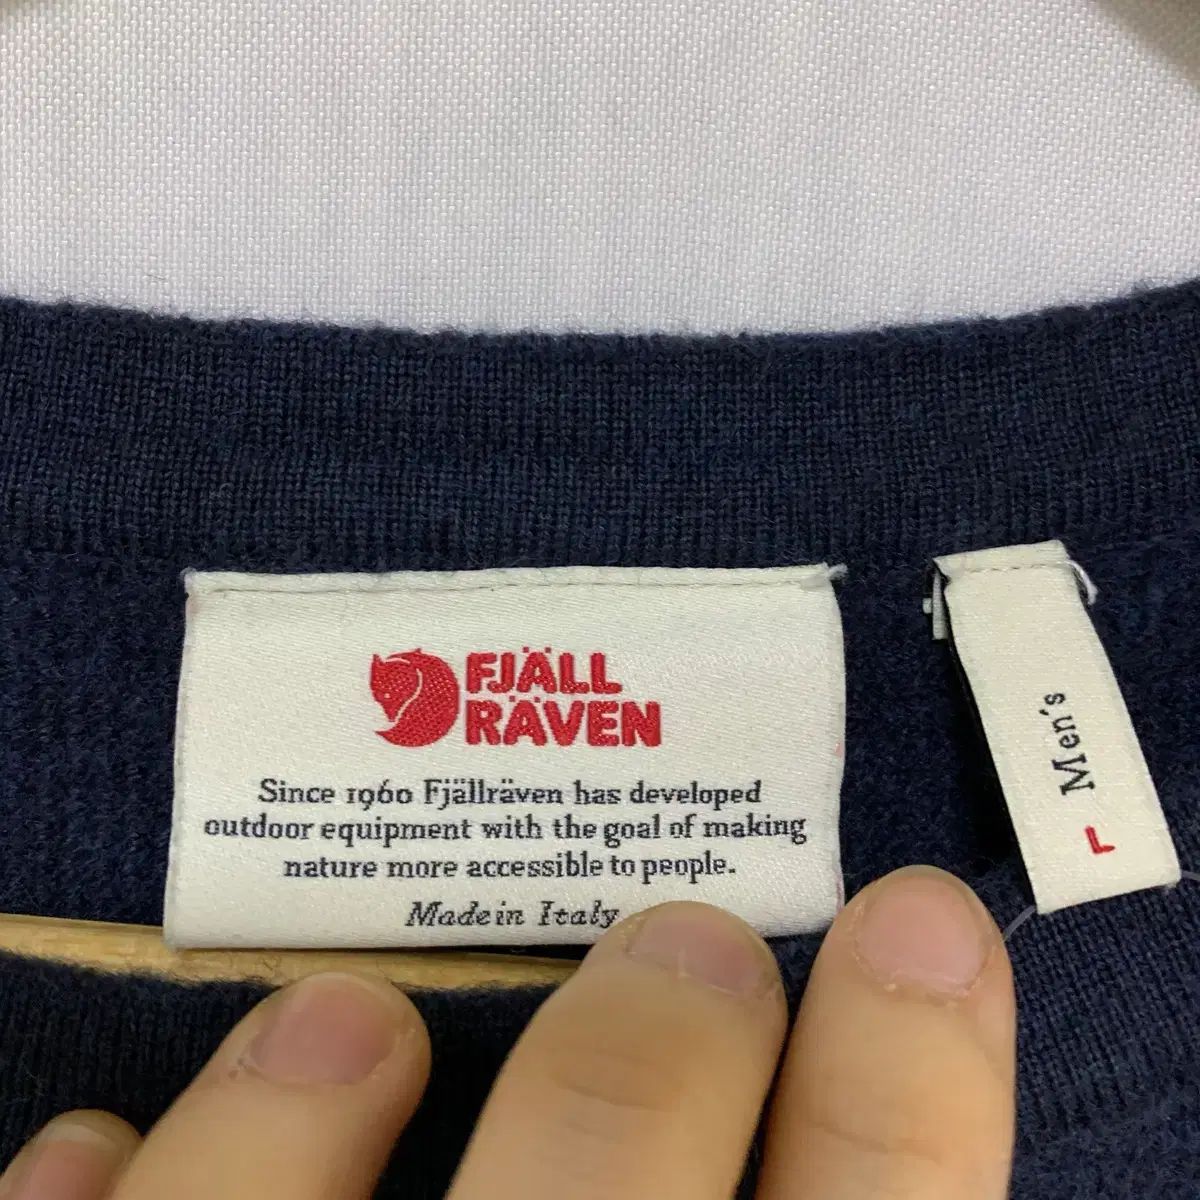 FJÄLL
RÄVEN
Since 1960 Fjällräven has developed
outdoor equipment with the goal of making
nature more accessible to people.
Made in Italy
Men's
L